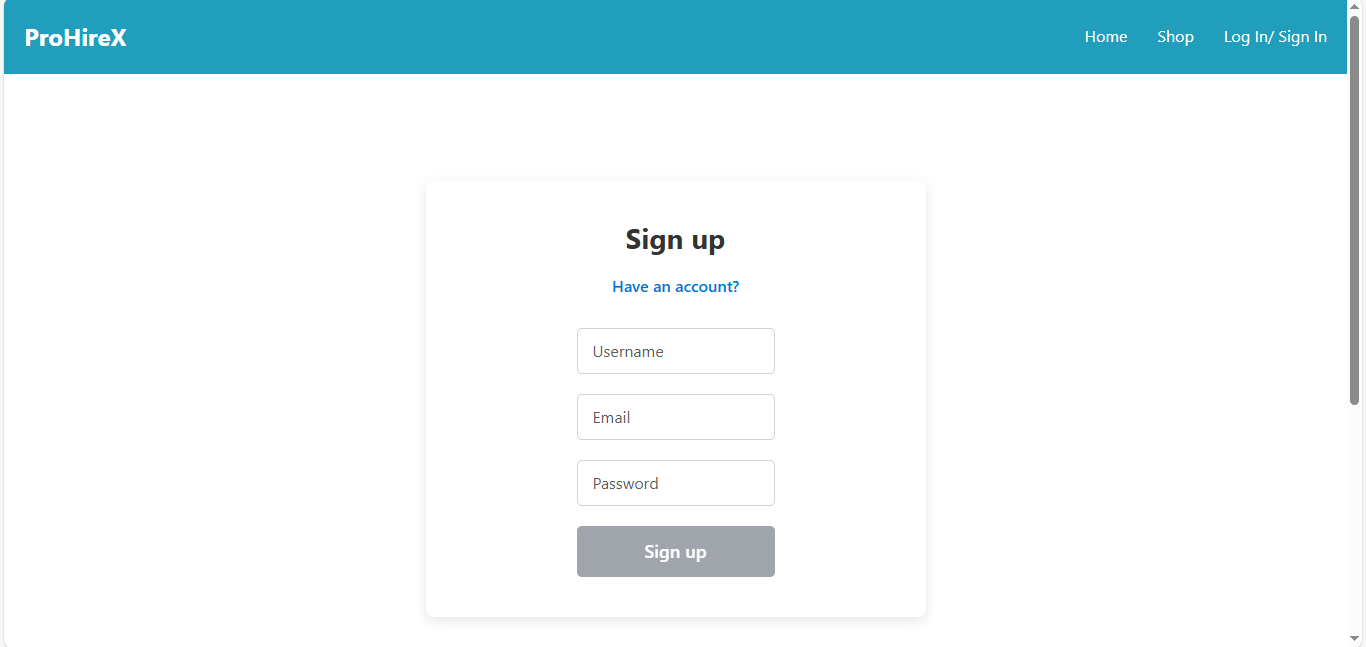 ProHireX
Home Shop Log In/ Sign In
Sign up
Have an account?
Username
Email
Password
Sign up